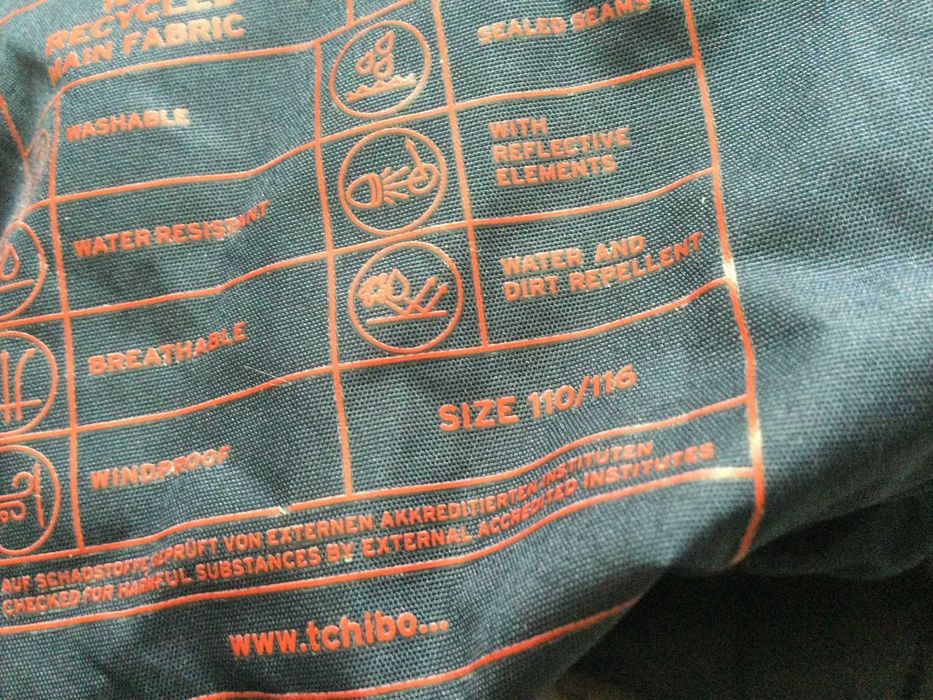 RECYCLED
MAIN FABRIC
WASHABLE
WATER RESISTANT
BREATHABLE
WINDPROOF
SEALED SEAMS
WITH
REFLECTIVE
ELEMENTS
WATER AND
DIRT REPELLENT
SIZE 110/116
AUF SCHADSTOFFE GEPRÜFT VON EXTERNEN AKKREDITIERTEN INSTITUTEN
CHECKED FOR HARMFUL SUBSTANCES BY EXTERNAL ACCREDITED INSTITUTES
www.tchibo...